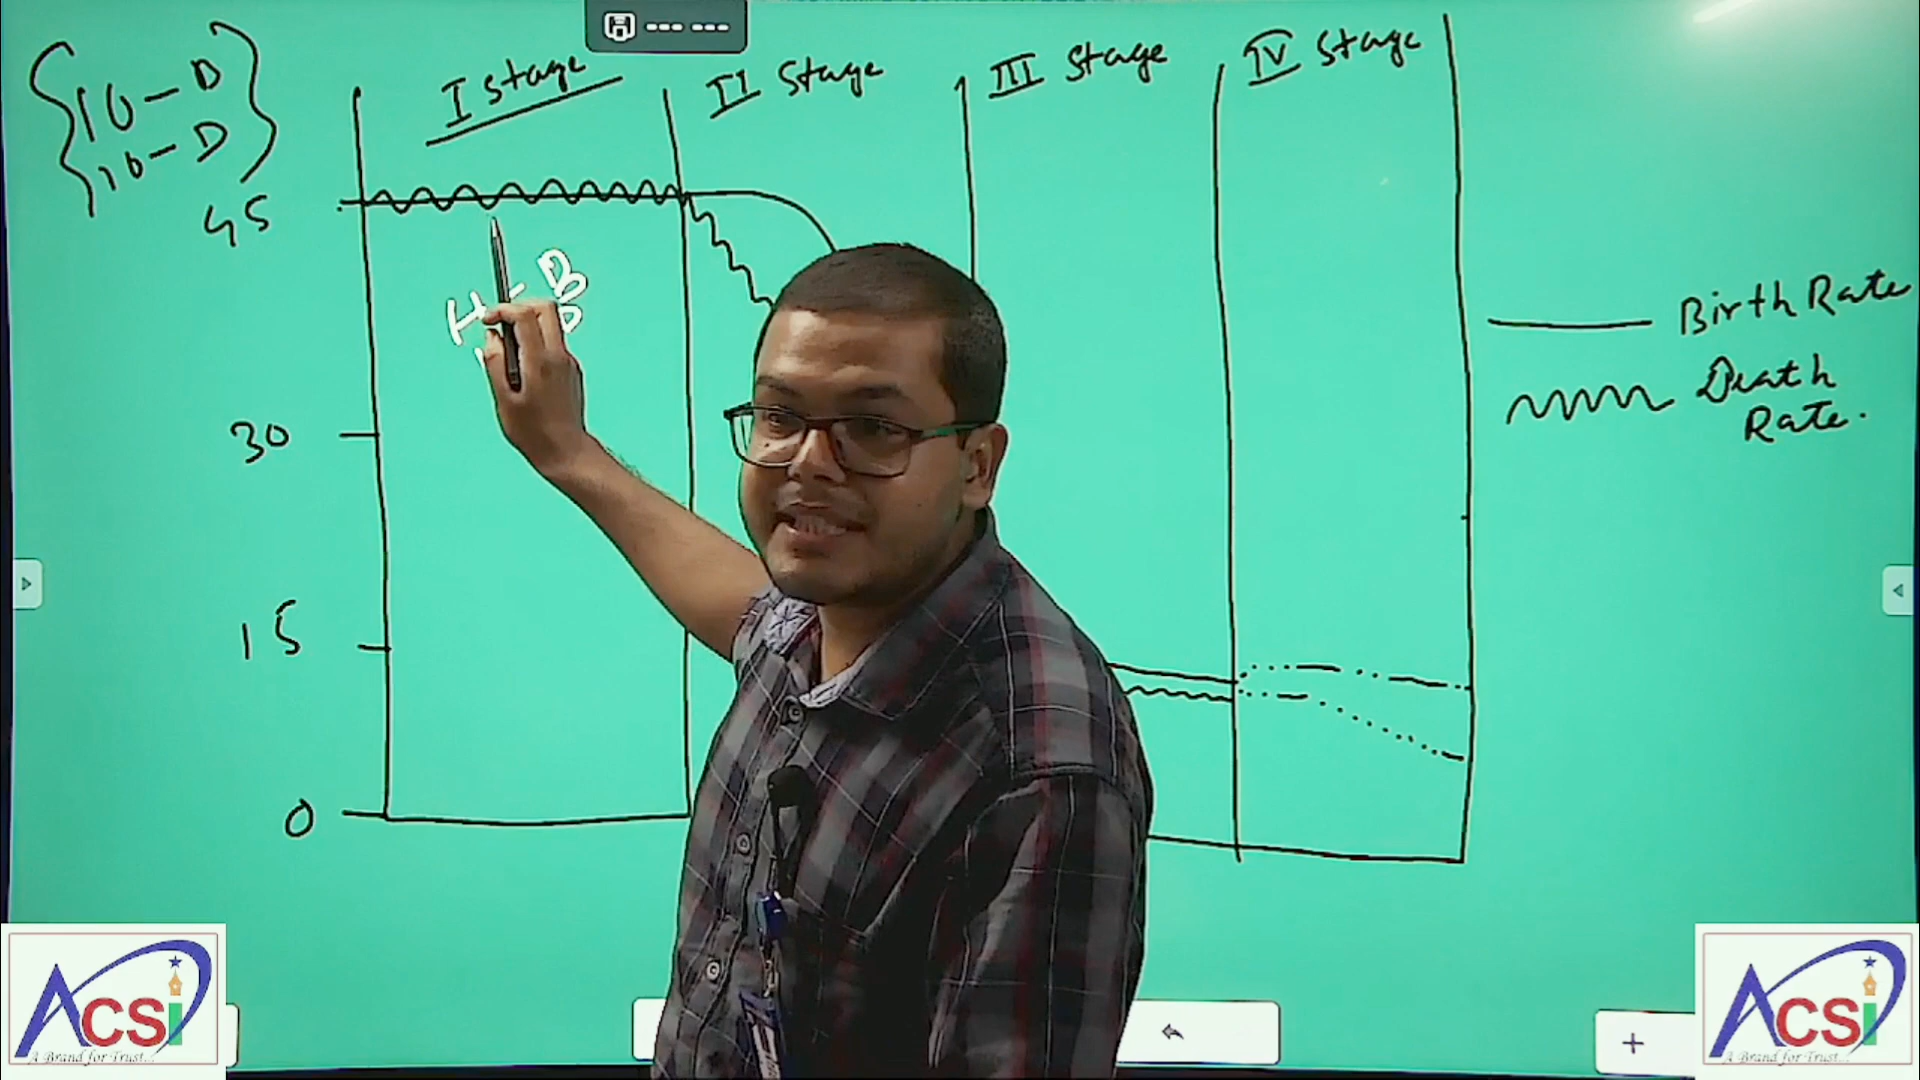 I Stage
II Stage
III Stage
IV Stage
10 - D
10 - D
45
H - B
30
15
0
Birth Rate
Death
Rate.
ACSi
A Brand for Trust...
ACSi
A Brand for Trust...